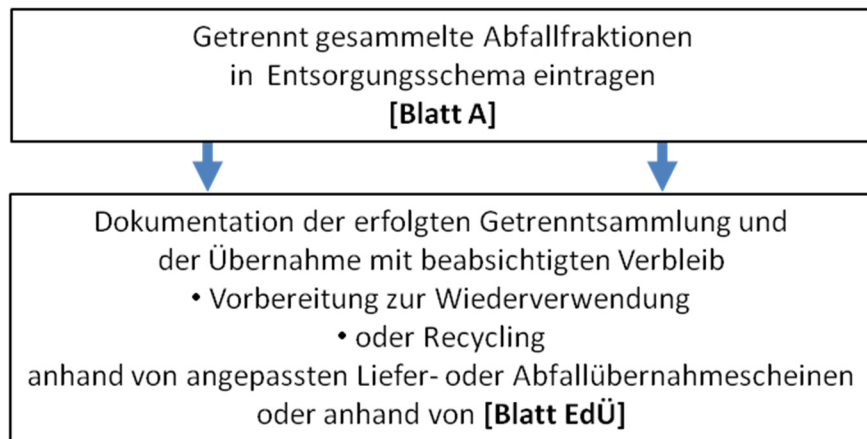 Getrennt gesammelte Abfallfraktionen
in Entsorgungsschema eintragen
[Blatt A]
Dokumentation der erfolgten Getrenntsammlung und
der Übernahme mit beabsichtigten Verbleib
• Vorbereitung zur Wiederverwendung
• oder Recycling
anhand von angepassten Liefer- oder Abfallübernahmescheinen
oder anhand von [Blatt EdÜ]